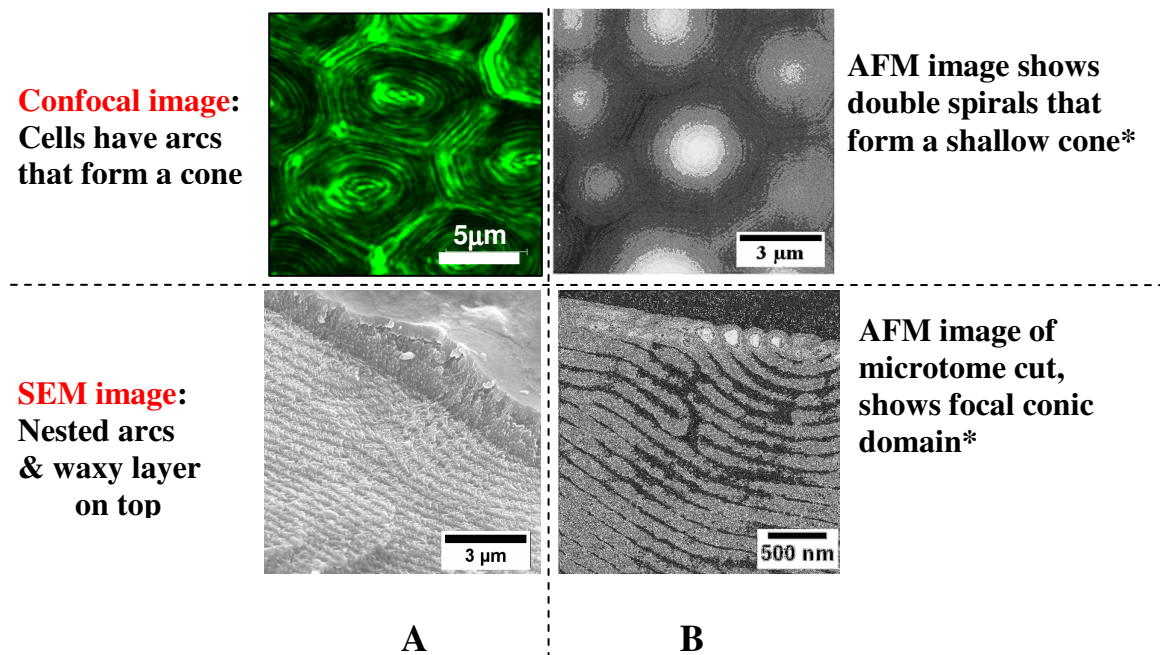 Confocal image:
Cells have arcs
that form a cone
5μm
3 μm
AFM image shows
double spirals that
form a shallow cone*
SEM image:
Nested arcs
& waxy layer
on top
3 μm
500 nm
AFM image of
microtome cut,
shows focal conic
domain*
A
B